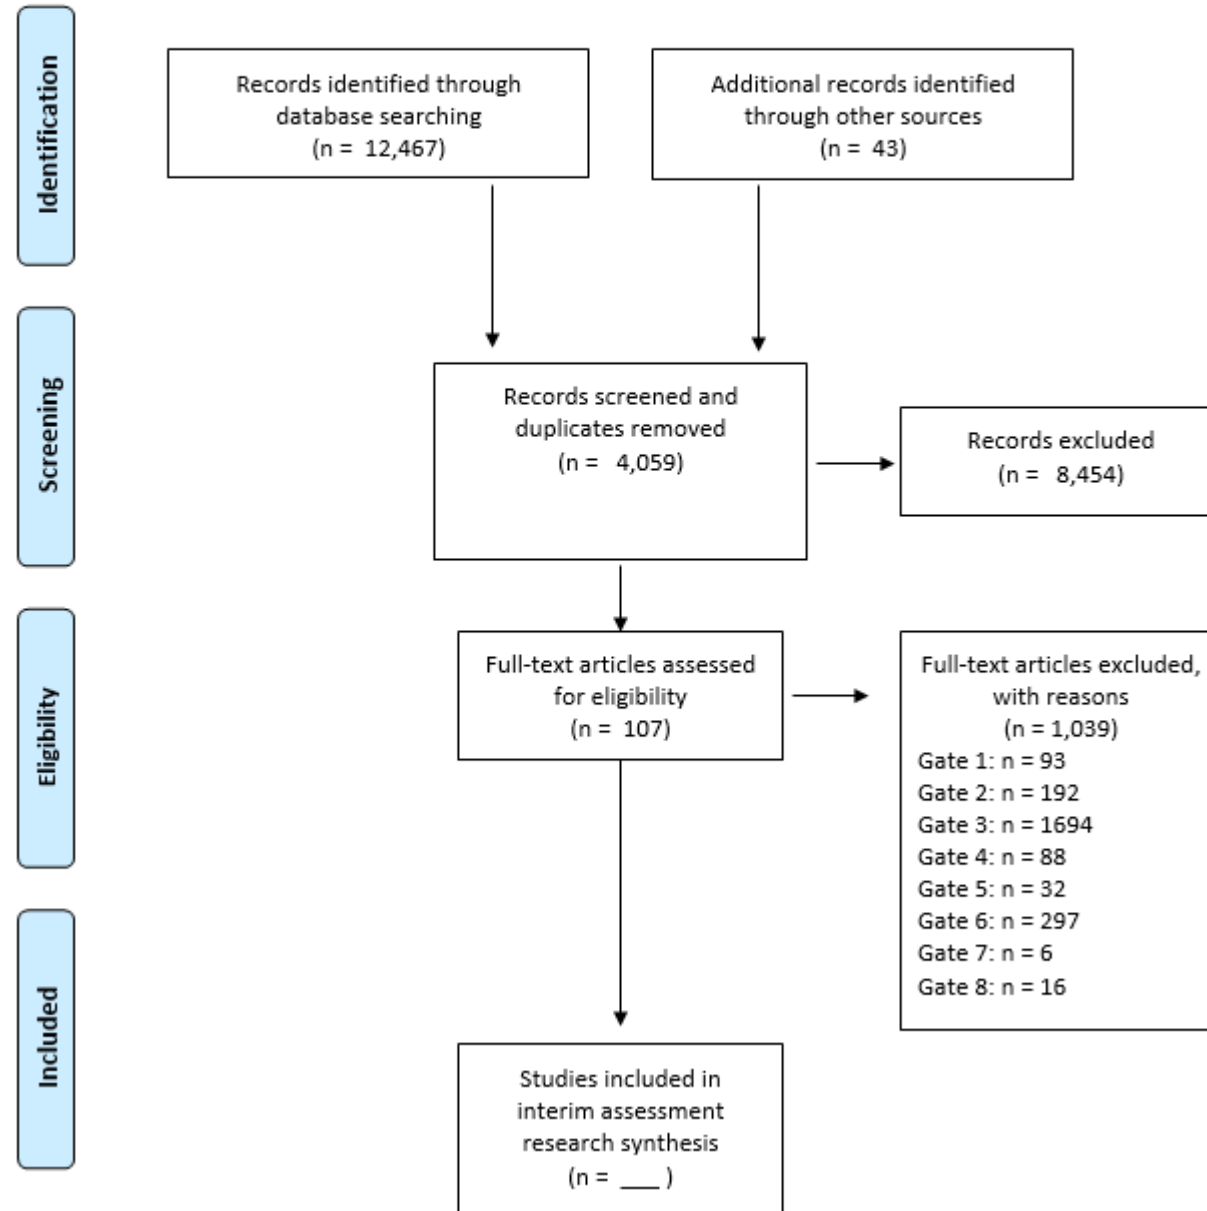 Identification
Records identified through
database searching
(n = 12,467)
Additional records identified
through other sources
(n = 43)
Screening
Records screened and
duplicates removed
(n = 4,059)
Records excluded
(n = 8,454)
Eligibility
Full-text articles assessed
for eligibility
(n = 107)
Full-text articles excluded,
with reasons
(n = 1,039)
Gate 1: n = 93
Gate 2: n = 192
Gate 3: n = 1694
Gate 4: n = 88
Gate 5: n = 32
Gate 6: n = 297
Gate 7: n = 6
Gate 8: n = 16
Included
Studies included in
interim assessment
research synthesis
(n = ___ )